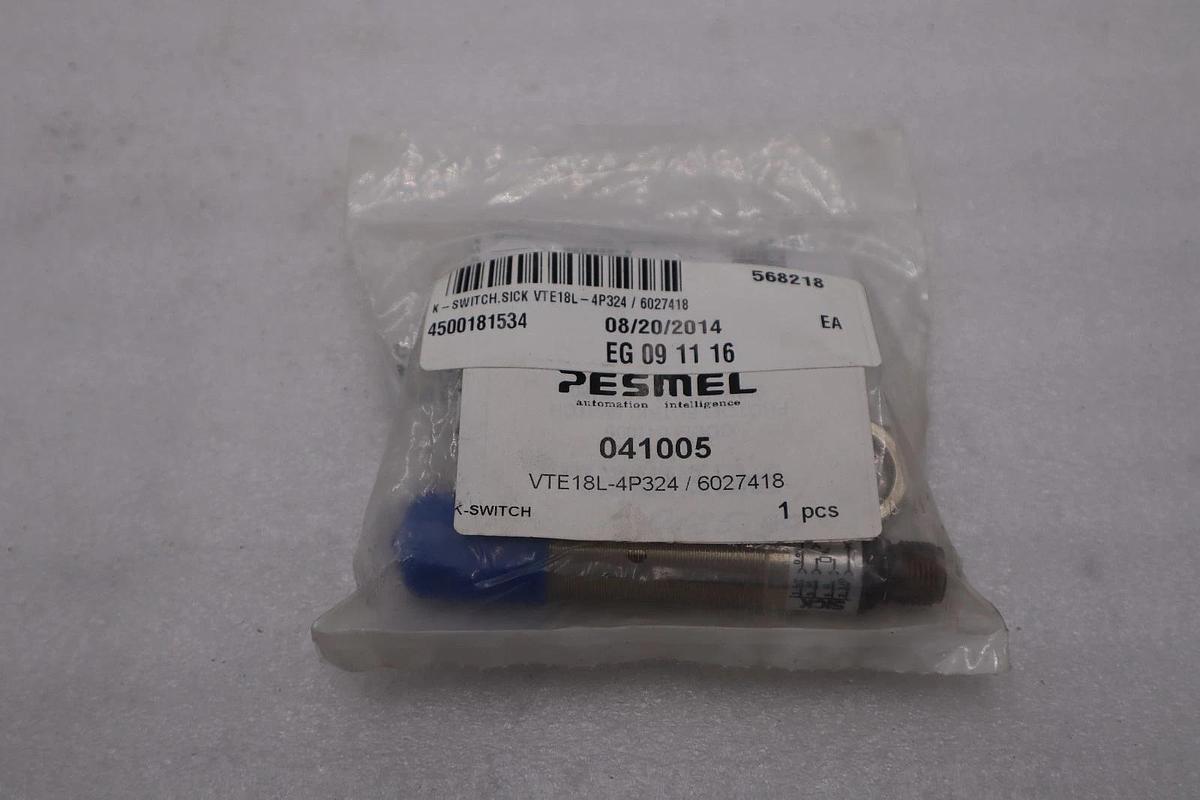 568218
K-SWITCH.SICK VTE18L-4P324 / 6027418
4500181534 08/20/2014 EA
EG 09 11 16
PESMEL
automation intelligence
041005
VTE18L-4P324 / 6027418
K-SWITCH 1 pcs
SICK